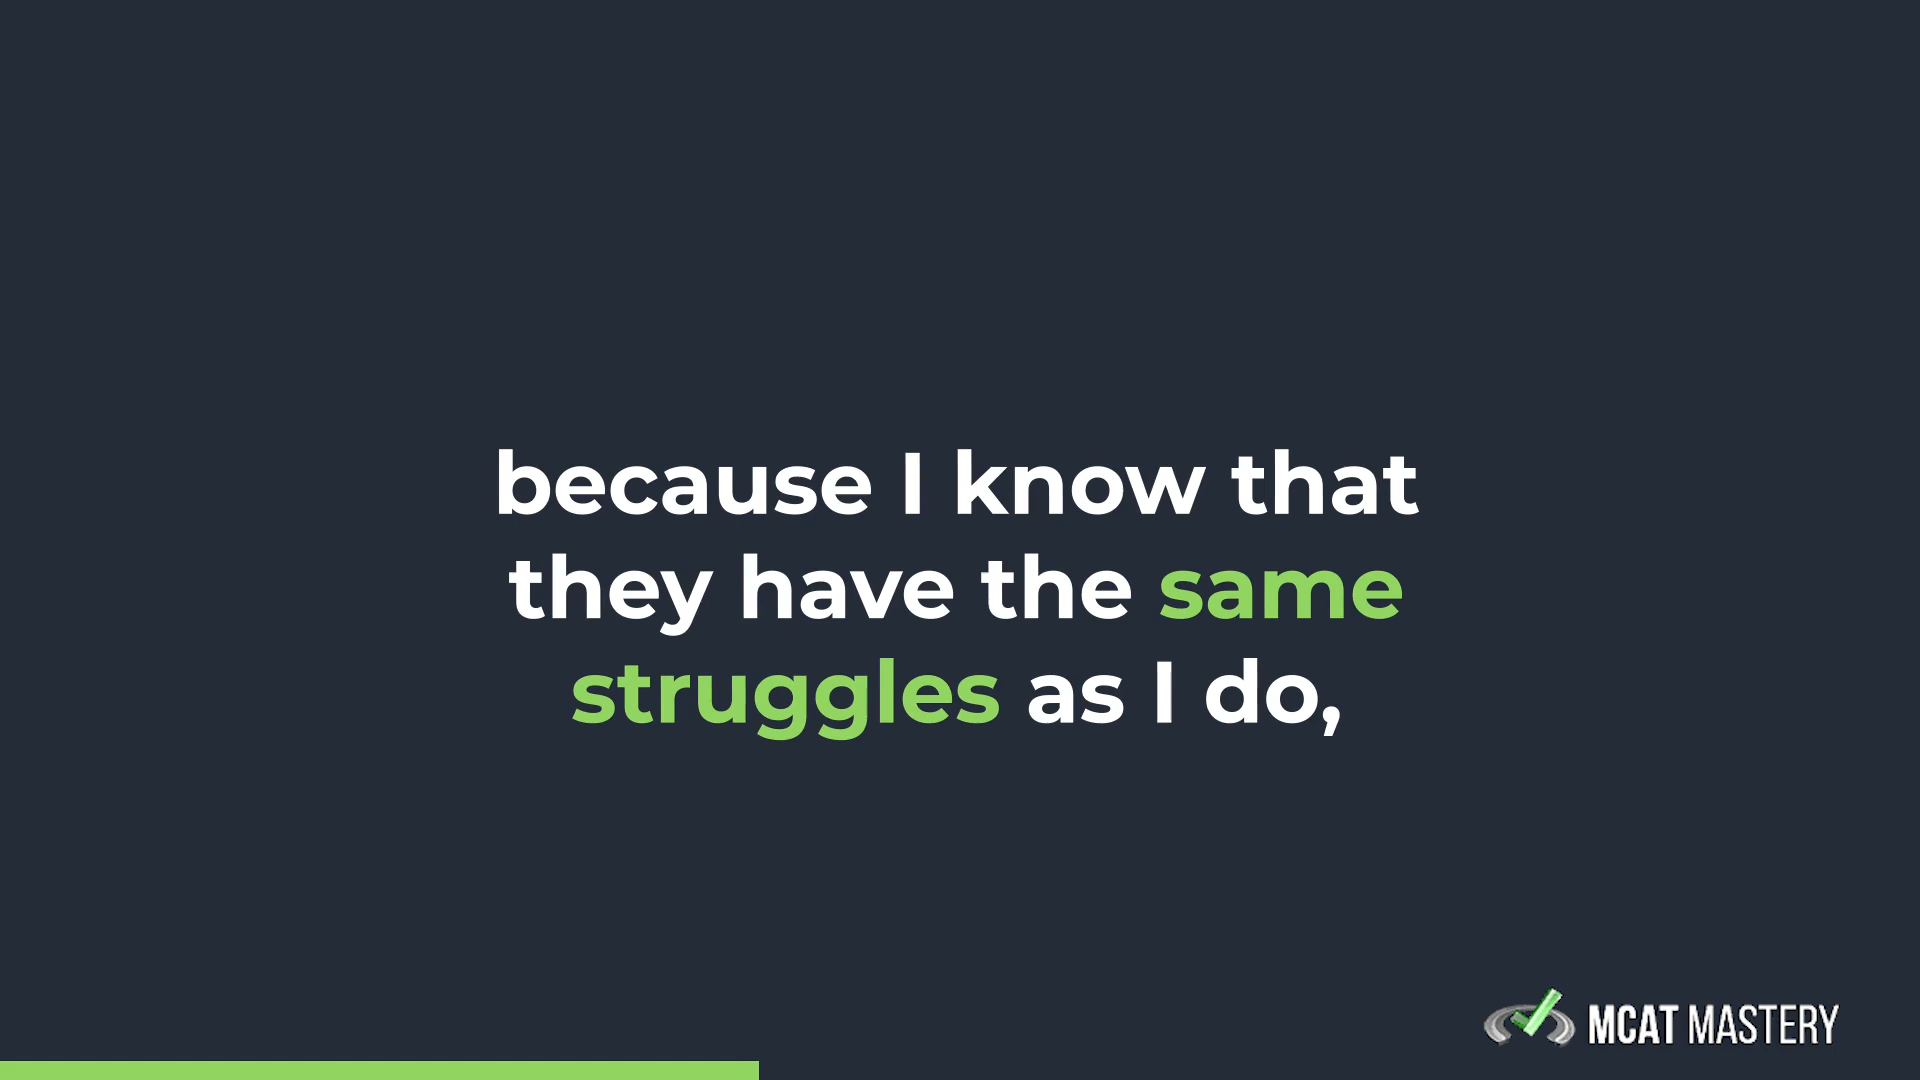 because I know that
they have the same
struggles as I do,
MCAT MASTERY